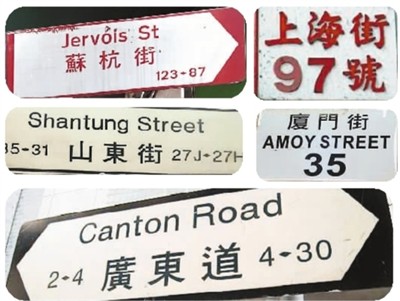 Jervois St
蘇杭街
123-87
上海街
97號
Shantung Street
35-31 山東街 27J-27H
廈門街
AMOY STREET
35
Canton Road
2-4 廣東道 4-30